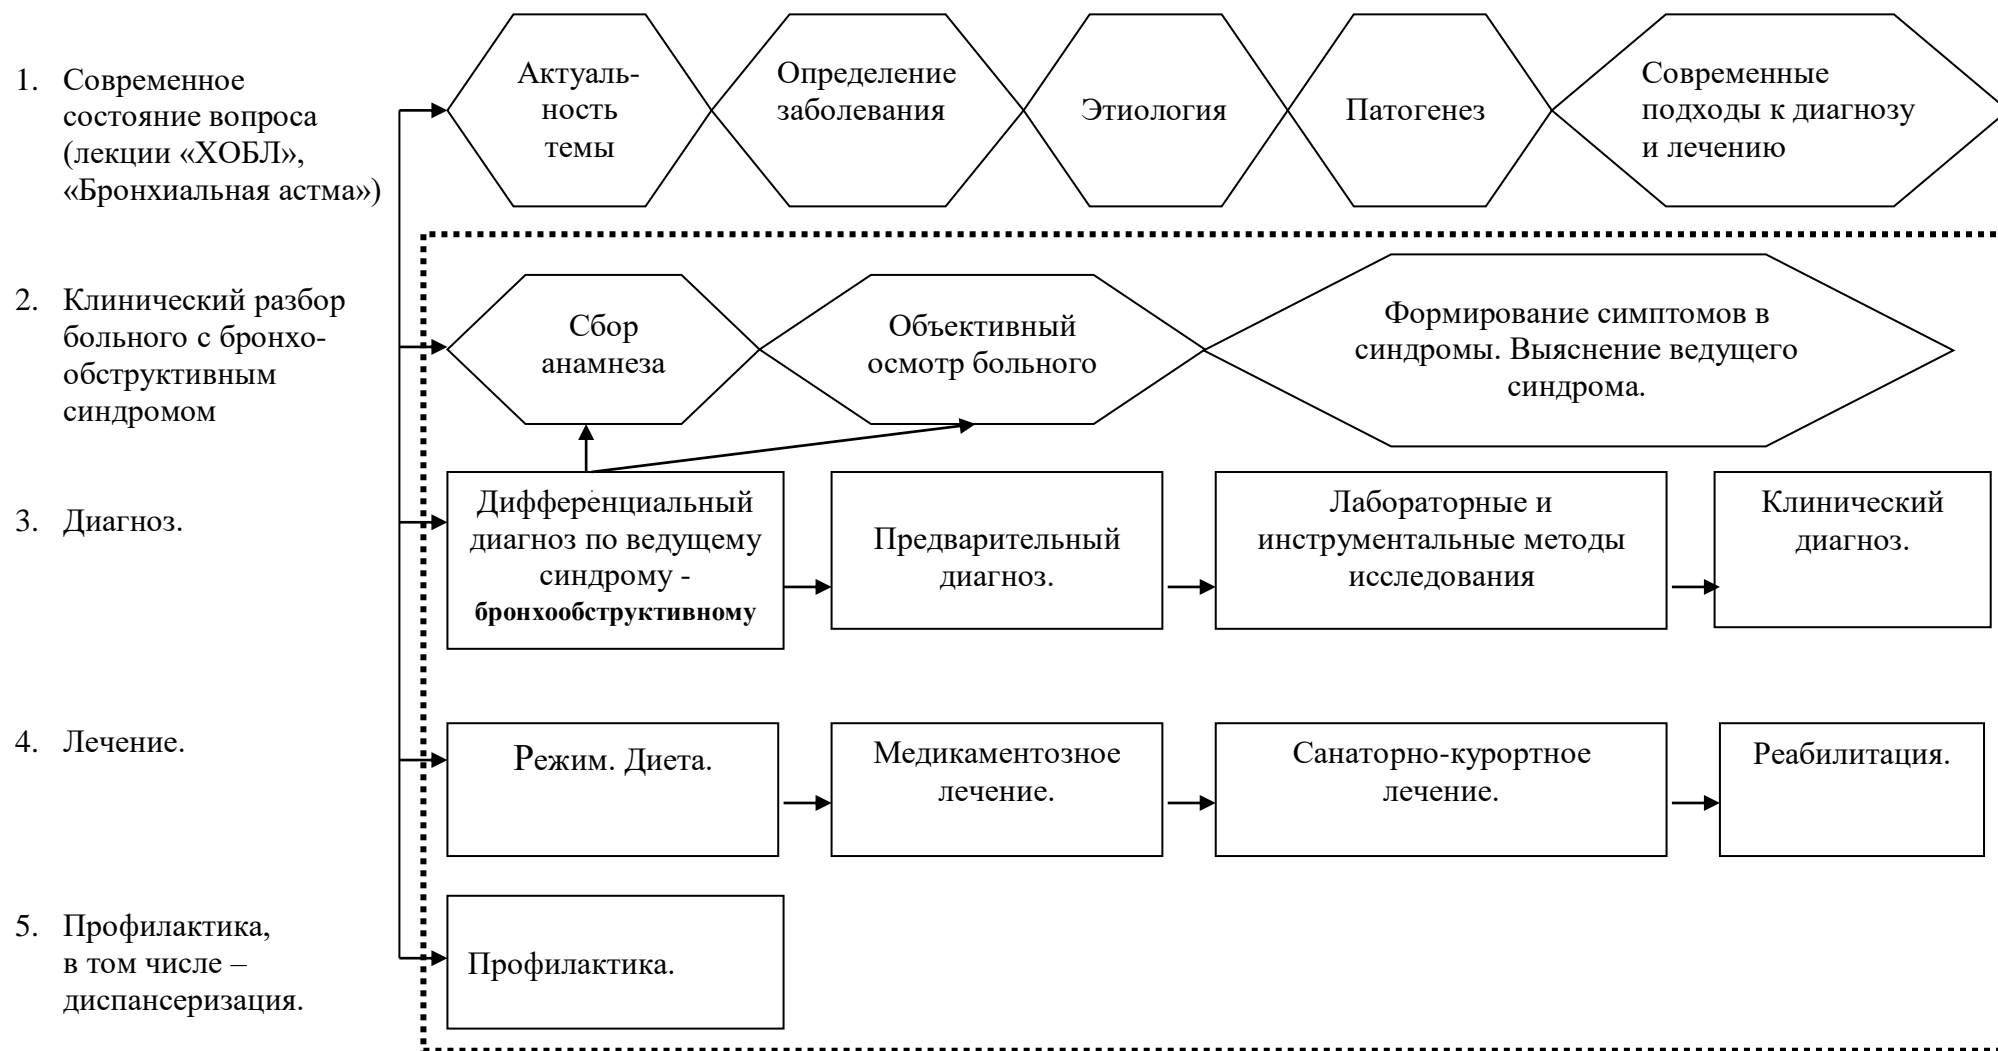 1. Современное
состояние вопроса
(лекции «ХОБЛ»,
«Бронхиальная астма»)
Актуаль-
ность
темы
Определение
заболевания
Этиология
Патогенез
Современные
подходы к диагнозу
и лечению
2. Клинический разбор
больного с бронхо-
обструктивным
синдромом
Сбор
анамнеза
Объективный
осмотр больного
Формирование симптомов в
синдромы. Выяснение ведущего
синдрома.
3. Диагноз.
Дифференциальный
диагноз по ведущему
синдрому -
бронхообструктивному
Предварительный
диагноз.
Лабораторные и
инструментальные методы
исследования
Клинический
диагноз.
4. Лечение.
Режим. Диета.
Медикаментозное
лечение.
Санаторно-курортное
лечение.
Реабилитация.
5. Профилактика,
в том числе –
диспансеризация.
Профилактика.